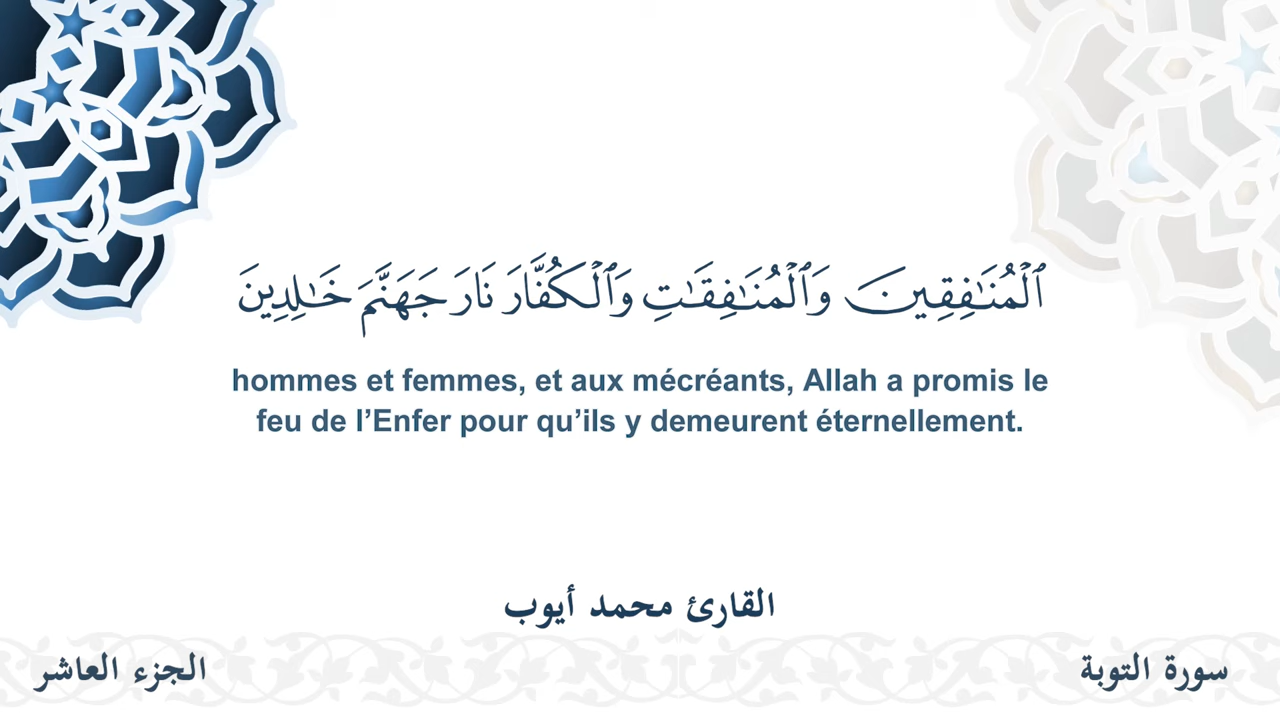 ٱلْمُنَـٰفِقِينَ وَٱلْمُنَـٰفِقَـٰتِ وَٱلْكُفَّارَ نَارَ جَهَنَّمَ خَـٰلِدِينَ
hommes et femmes, et aux mécréants, Allah a promis le
feu de l’Enfer pour qu’ils y demeurent éternellement.
القارئ محمد أيوب
سورة التوبة
الجزء العاشر